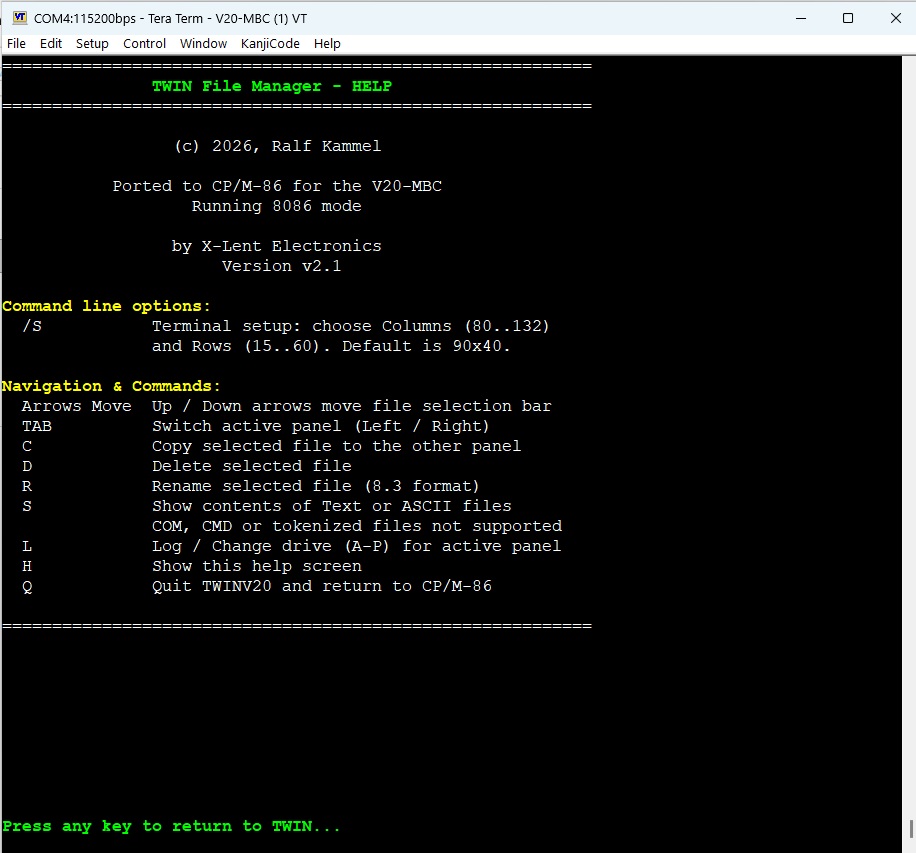 COM4:115200bps - Tera Term - V20-MBC (1) VT
File Edit Setup Control Window KanjiCode Help
===========================================================
TWIN File Manager - HELP
===========================================================
(c) 2026, Ralf Kammel
Ported to CP/M-86 for the V20-MBC
Running 8086 mode
by X-Lent Electronics
Version v2.1
Command line options:
/S Terminal setup: choose Columns (80..132)
and Rows (15..60). Default is 90x40.
Navigation & Commands:
Arrows Move Up / Down arrows move file selection bar
TAB Switch active panel (Left / Right)
C Copy selected file to the other panel
D Delete selected file
R Rename selected file (8.3 format)
S Show contents of Text or ASCII files
COM, CMD or tokenized files not supported
L Log / Change drive (A-P) for active panel
H Show this help screen
Q Quit TWINV20 and return to CP/M-86
===========================================================
Press any key to return to TWIN...